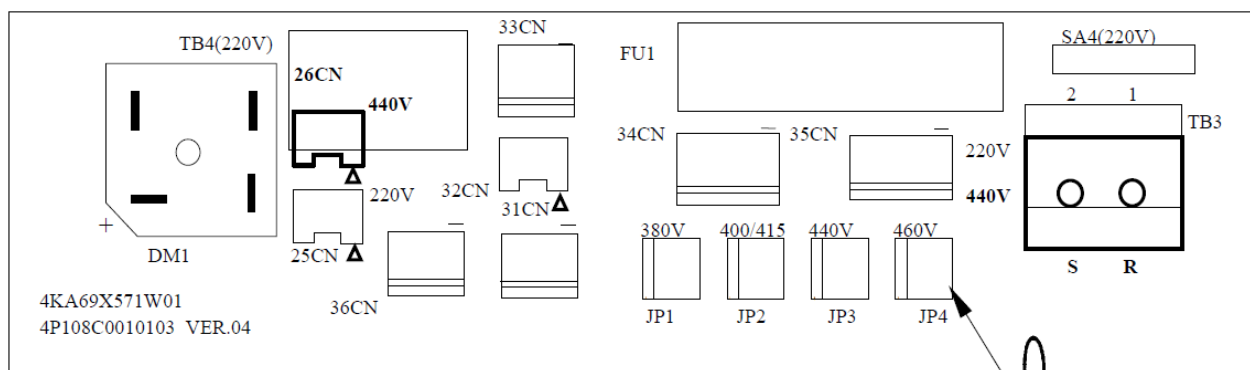 33CN
TB4(220V)
FU1
SA4(220V)
26CN
440V
2 1
TB3
34CN
35CN
220V
32CN
220V
440V
31CN
380V
400/415
440V
460V
+
DM1
25CN
S R
36CN
JP1
JP2
JP3
JP4
4KA69X571W01
4P108C0010103 VER.04